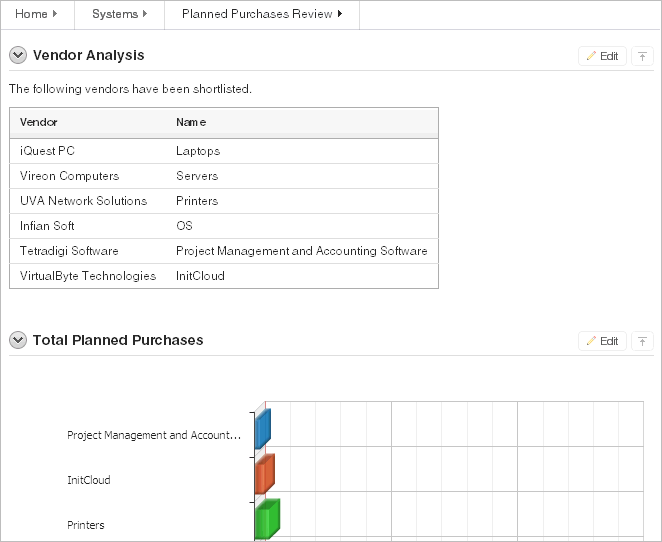 Home Systems Planned Purchases Review
Vendor Analysis Edit
The following vendors have been shortlisted.
Vendor Name
iQuest PC Laptops
Vireon Computers Servers
UVA Network Solutions Printers
Infian Soft OS
Tetradigi Software Project Management and Accounting Software
VirtualByte Technologies InitCloud
Total Planned Purchases Edit
Project Management and Account...
InitCloud
Printers